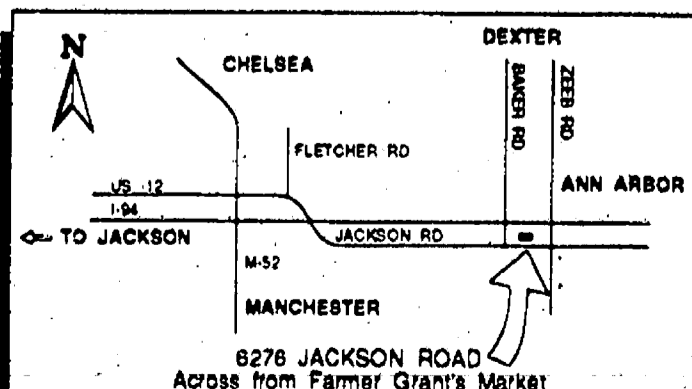 N
DEXTER
CHELSEA
BAKER RD
ZEEB RD.
FLETCHER RD
ANN ARBOR
US -12
I-94
TO JACKSON
JACKSON RD
M-52
MANCHESTER
6276 JACKSON ROAD
Across from Farmer Grant's Market